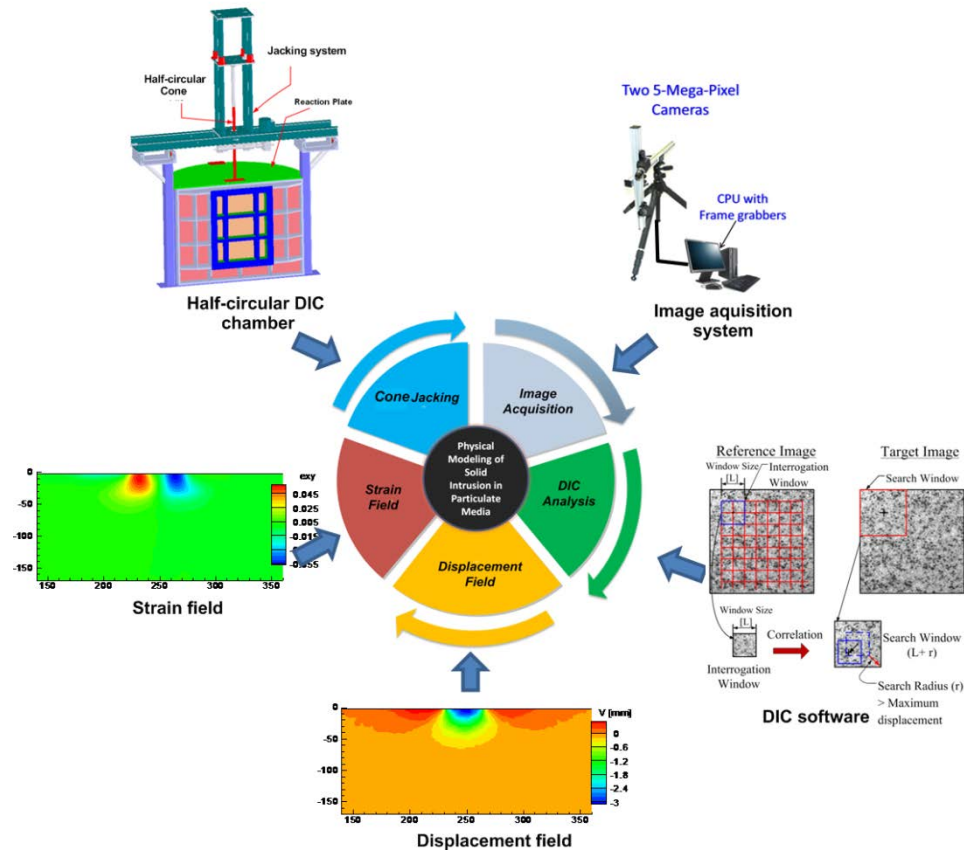 Jacking system
Half-circular
Cone
Reaction Plate
Half-circular DIC
chamber
Two 5-Mega-Pixel
Cameras
CPU with
Frame grabbers
Image aquisition
system
Cone Jacking
Image
Acquisition
DIC
Analysis
Displacement
Field
Strain
Field
Physical
Modeling of
Solid
Intrusion in
Particulate
Media
0
-50
-100
-150
150 200 250 300 350
exy
0.045
0.025
0.005
-0.015
-0.055
Strain field
Reference Image
Target Image
Window Size
[L]
Interrogation
Window
Search Window
Window Size
[L]
Correlation
Interrogation
Window
Search Window
(L+ r)
Search Radius (r)
> Maximum
displacement
DIC software
0
-50
-100
-150
150 200 250 300 350
V [mm]
0
-0.6
-1.2
-1.8
-2.4
-3
Displacement field